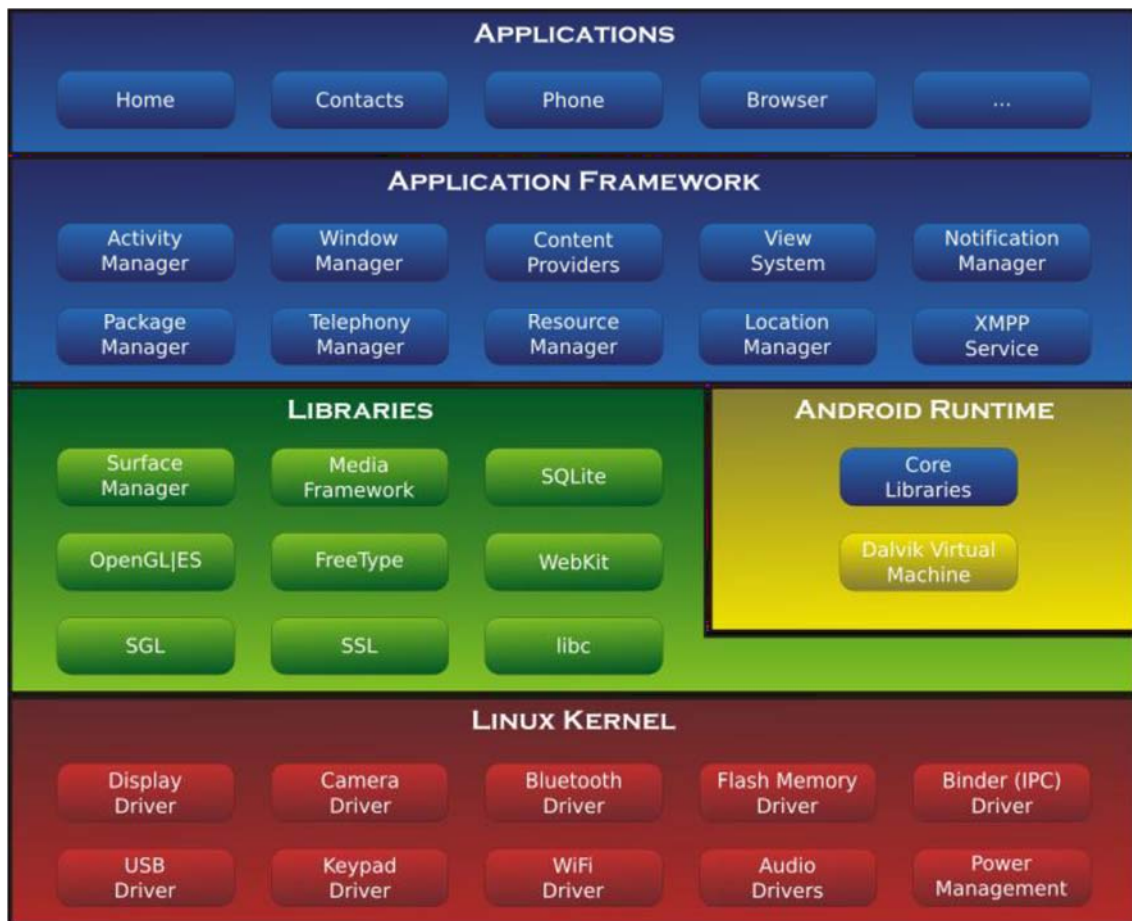 APPLICATIONS
Home
Contacts
Phone
Browser
...
APPLICATION FRAMEWORK
Activity
Manager
Window
Manager
Content
Providers
View
System
Notification
Manager
Package
Manager
Telephony
Manager
Resource
Manager
Location
Manager
XMPP
Service
LIBRARIES
Surface
Manager
Media
Framework
SQLite
OpenGL|ES
FreeType
WebKit
SGL
SSL
libc
ANDROID RUNTIME
Core
Libraries
Dalvik Virtual
Machine
LINUX KERNEL
Display
Driver
Camera
Driver
Bluetooth
Driver
Flash Memory
Driver
Binder (IPC)
Driver
USB
Driver
Keypad
Driver
WiFi
Driver
Audio
Drivers
Power
Management